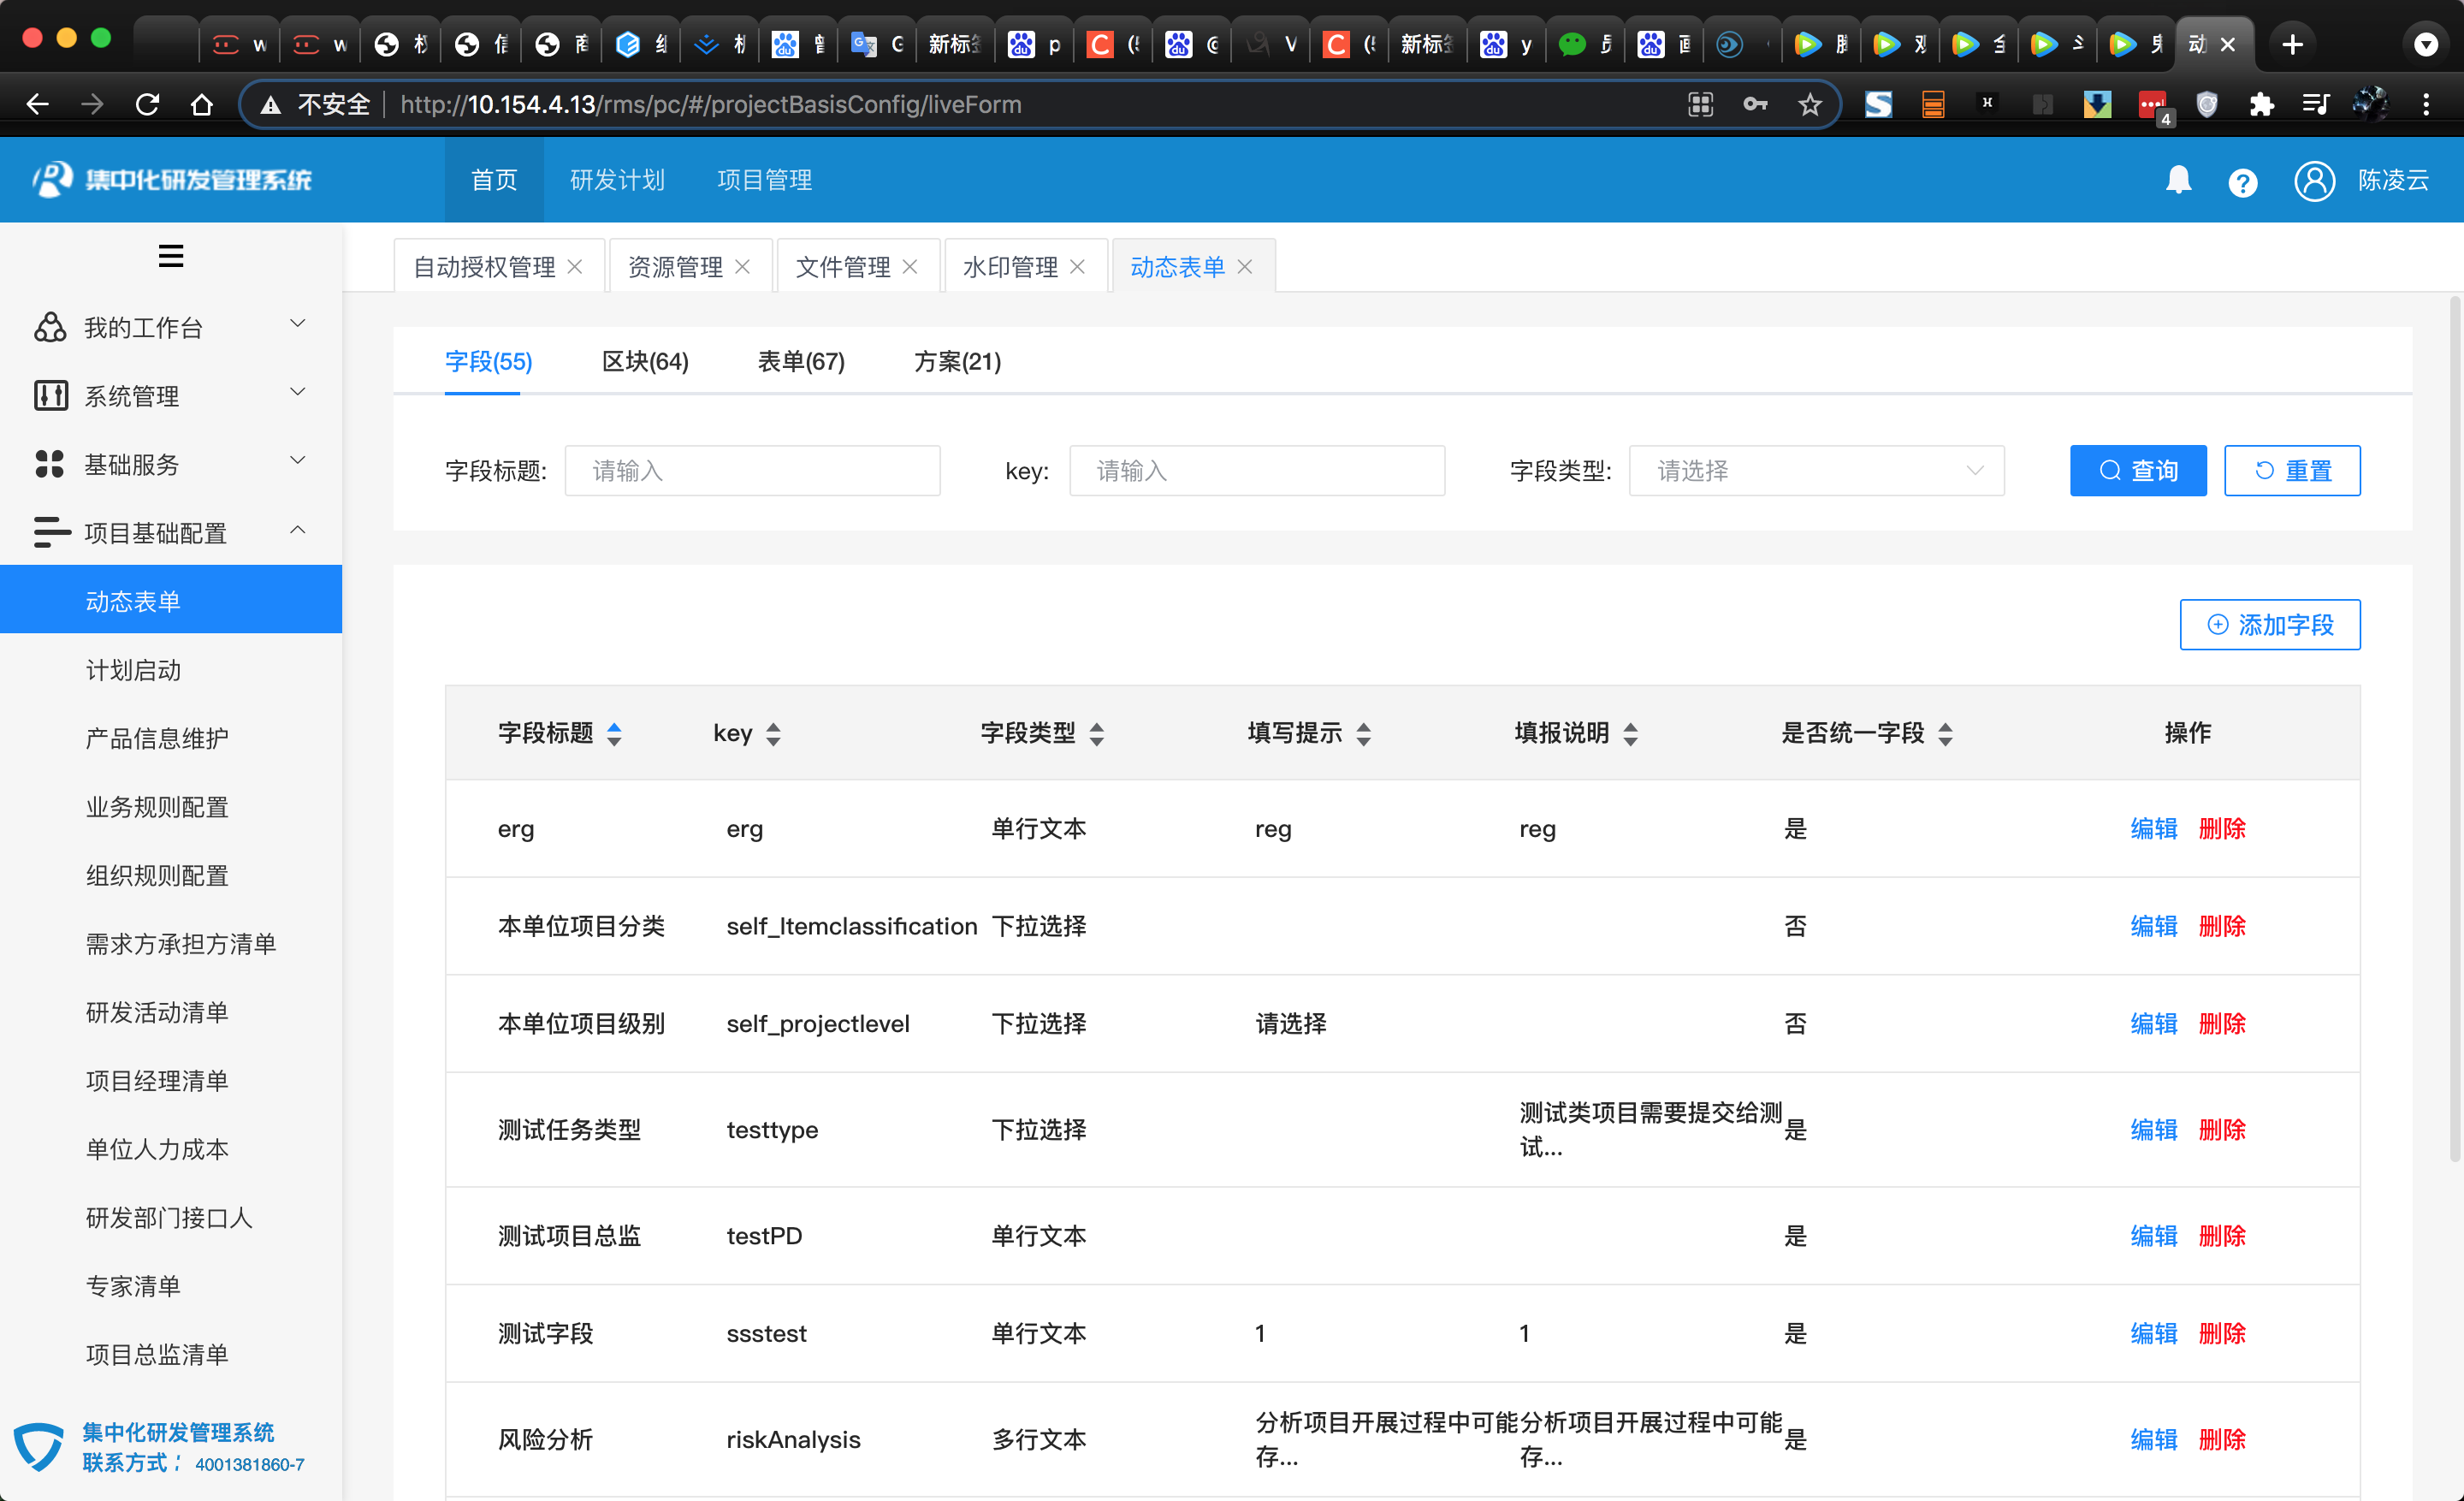 新标
p
新标
y
动
不安全
http://10.154.4.13/rms/pc/#/projectBasisConfig/liveForm
4
集中化研发管理系统
首页
研发计划
项目管理
陈凌云
自动授权管理
资源管理
文件管理
水印管理
动态表单
我的工作台
系统管理
基础服务
项目基础配置
动态表单
计划启动
产品信息维护
业务规则配置
组织规则配置
需求方承担方清单
研发活动清单
项目经理清单
单位人力成本
研发部门接口人
专家清单
项目总监清单
集中化研发管理系统
联系方式： 4001381860-7
字段(55)
区块(64)
表单(67)
方案(21)
字段标题: 请输入
key: 请输入
字段类型: 请选择
查询
重置
添加字段
字段标题 key 字段类型 填写提示 填报说明 是否统一字段 操作
erg erg 单行文本 reg reg 是 编辑 删除
本单位项目分类 self_ltemclassification 下拉选择 否 编辑 删除
本单位项目级别 self_projectlevel 下拉选择 请选择 否 编辑 删除
测试任务类型 testtype 下拉选择 测试类项目需要提交给测
试... 是 编辑 删除
测试项目总监 testPD 单行文本 是 编辑 删除
测试字段 ssstest 单行文本 1 1 是 编辑 删除
风险分析 riskAnalysis 多行文本 分析项目开展过程中可能
存... 分析项目开展过程中可能
存... 是 编辑 删除